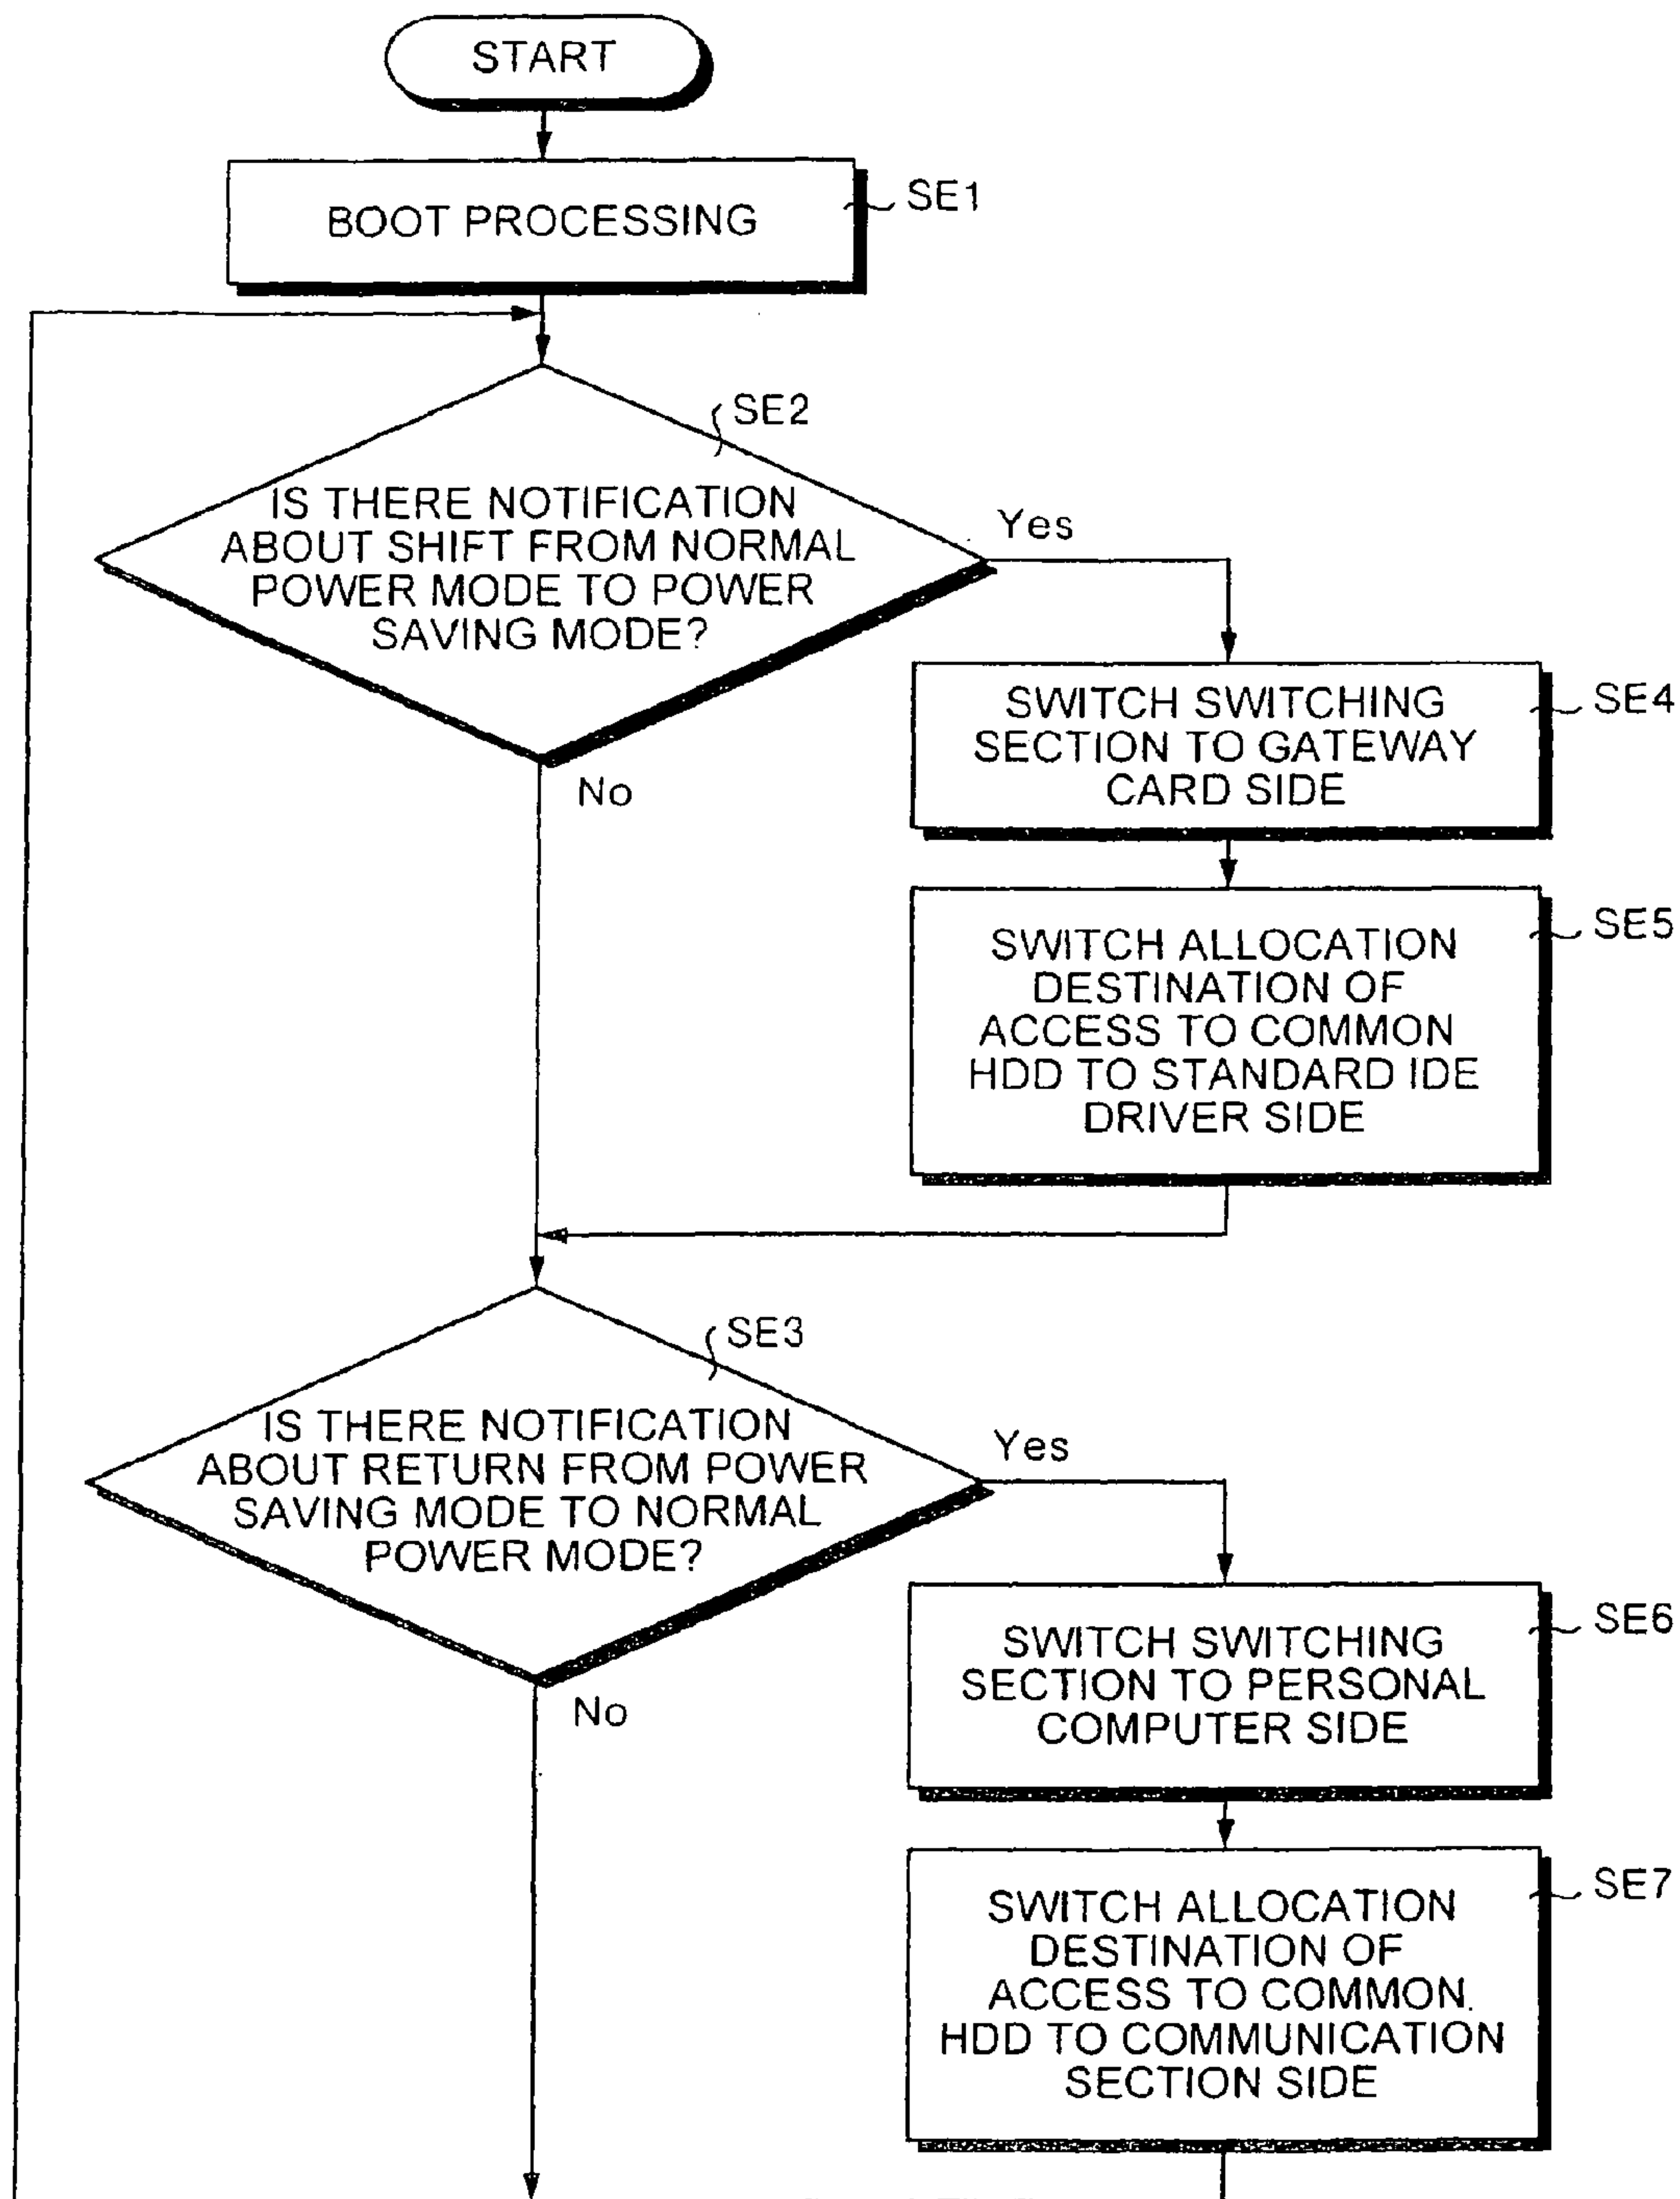 START
BOOT PROCESSING
SE1
SE2
IS THERE NOTIFICATION
ABOUT SHIFT FROM NORMAL
POWER MODE TO POWER
SAVING MODE?
Yes
No
SWITCH SWITCHING
SECTION TO GATEWAY
CARD SIDE
SE4
SWITCH ALLOCATION
DESTINATION OF
ACCESS TO COMMON
HDD TO STANDARD IDE
DRIVER SIDE
SE5
SE3
IS THERE NOTIFICATION
ABOUT RETURN FROM POWER
SAVING MODE TO NORMAL
POWER MODE?
Yes
No
SWITCH SWITCHING
SECTION TO PERSONAL
COMPUTER SIDE
SE6
SWITCH ALLOCATION
DESTINATION OF
ACCESS TO COMMON
HDD TO COMMUNICATION
SECTION SIDE
SE7